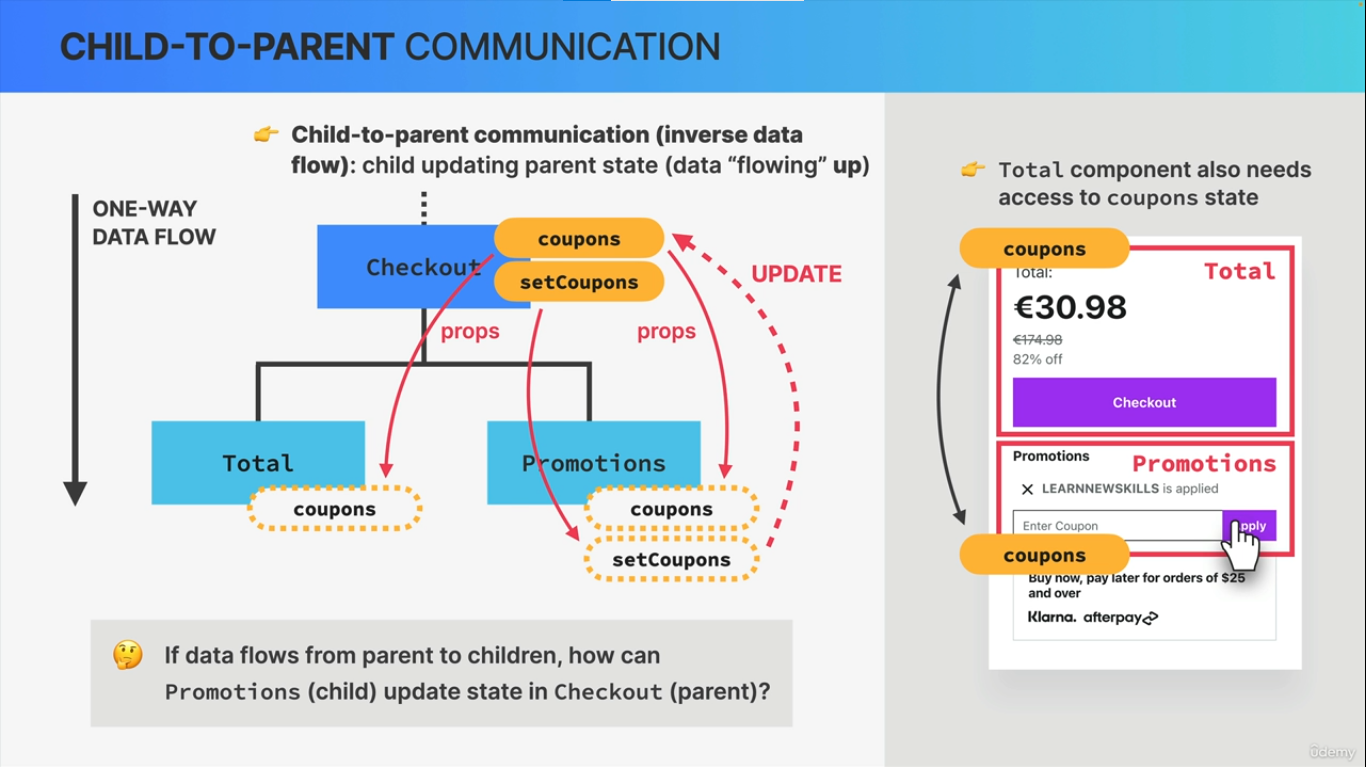 CHILD-TO-PARENT COMMUNICATION
👉 Child-to-parent communication (inverse data
flow): child updating parent state (data “flowing” up)
ONE-WAY
DATA FLOW
Checkout
coupons
setCoupons
UPDATE
props
props
Total
coupons
Promotions
coupons
setCoupons
🤔 If data flows from parent to children, how can
Promotions (child) update state in Checkout (parent)?
👉 Total component also needs
access to coupons state
coupons
Total:
Total
€30.98
€174.98
82% off
Checkout
Promotions
Promotions
LEARNNEWSKILLS is applied
Enter Coupon
pply
coupons
Buy now, pay later for orders of $25
and over
Klarna. afterpay
ûdemy